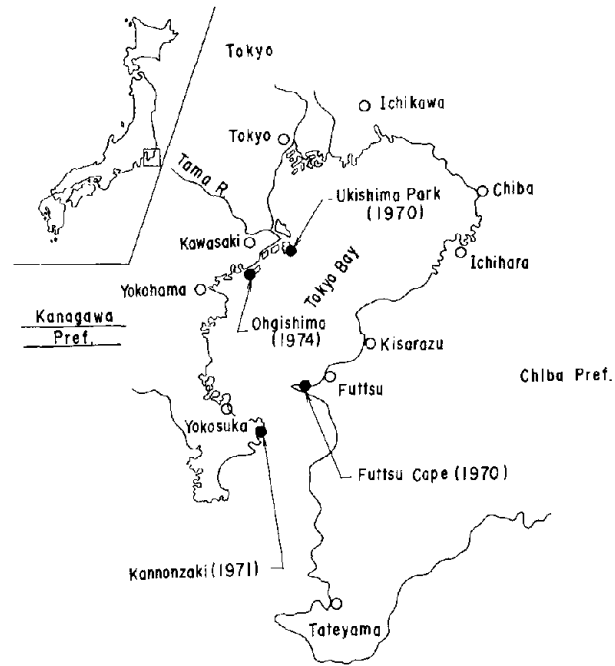 Tokyo
Ichikawa
Tokyo
Tama R.
Ukishima Park
(1970)
Chiba
Kawasaki
Ichihara
Tokyo Bay
Yokohama
Kanagawa
Pref.
Ohgishima
(1974)
Kisarazu
Chiba Pref.
Futtsu
Yokosuka
Futtsu Cape (1970)
Kannonzaki (1971)
Tateyama